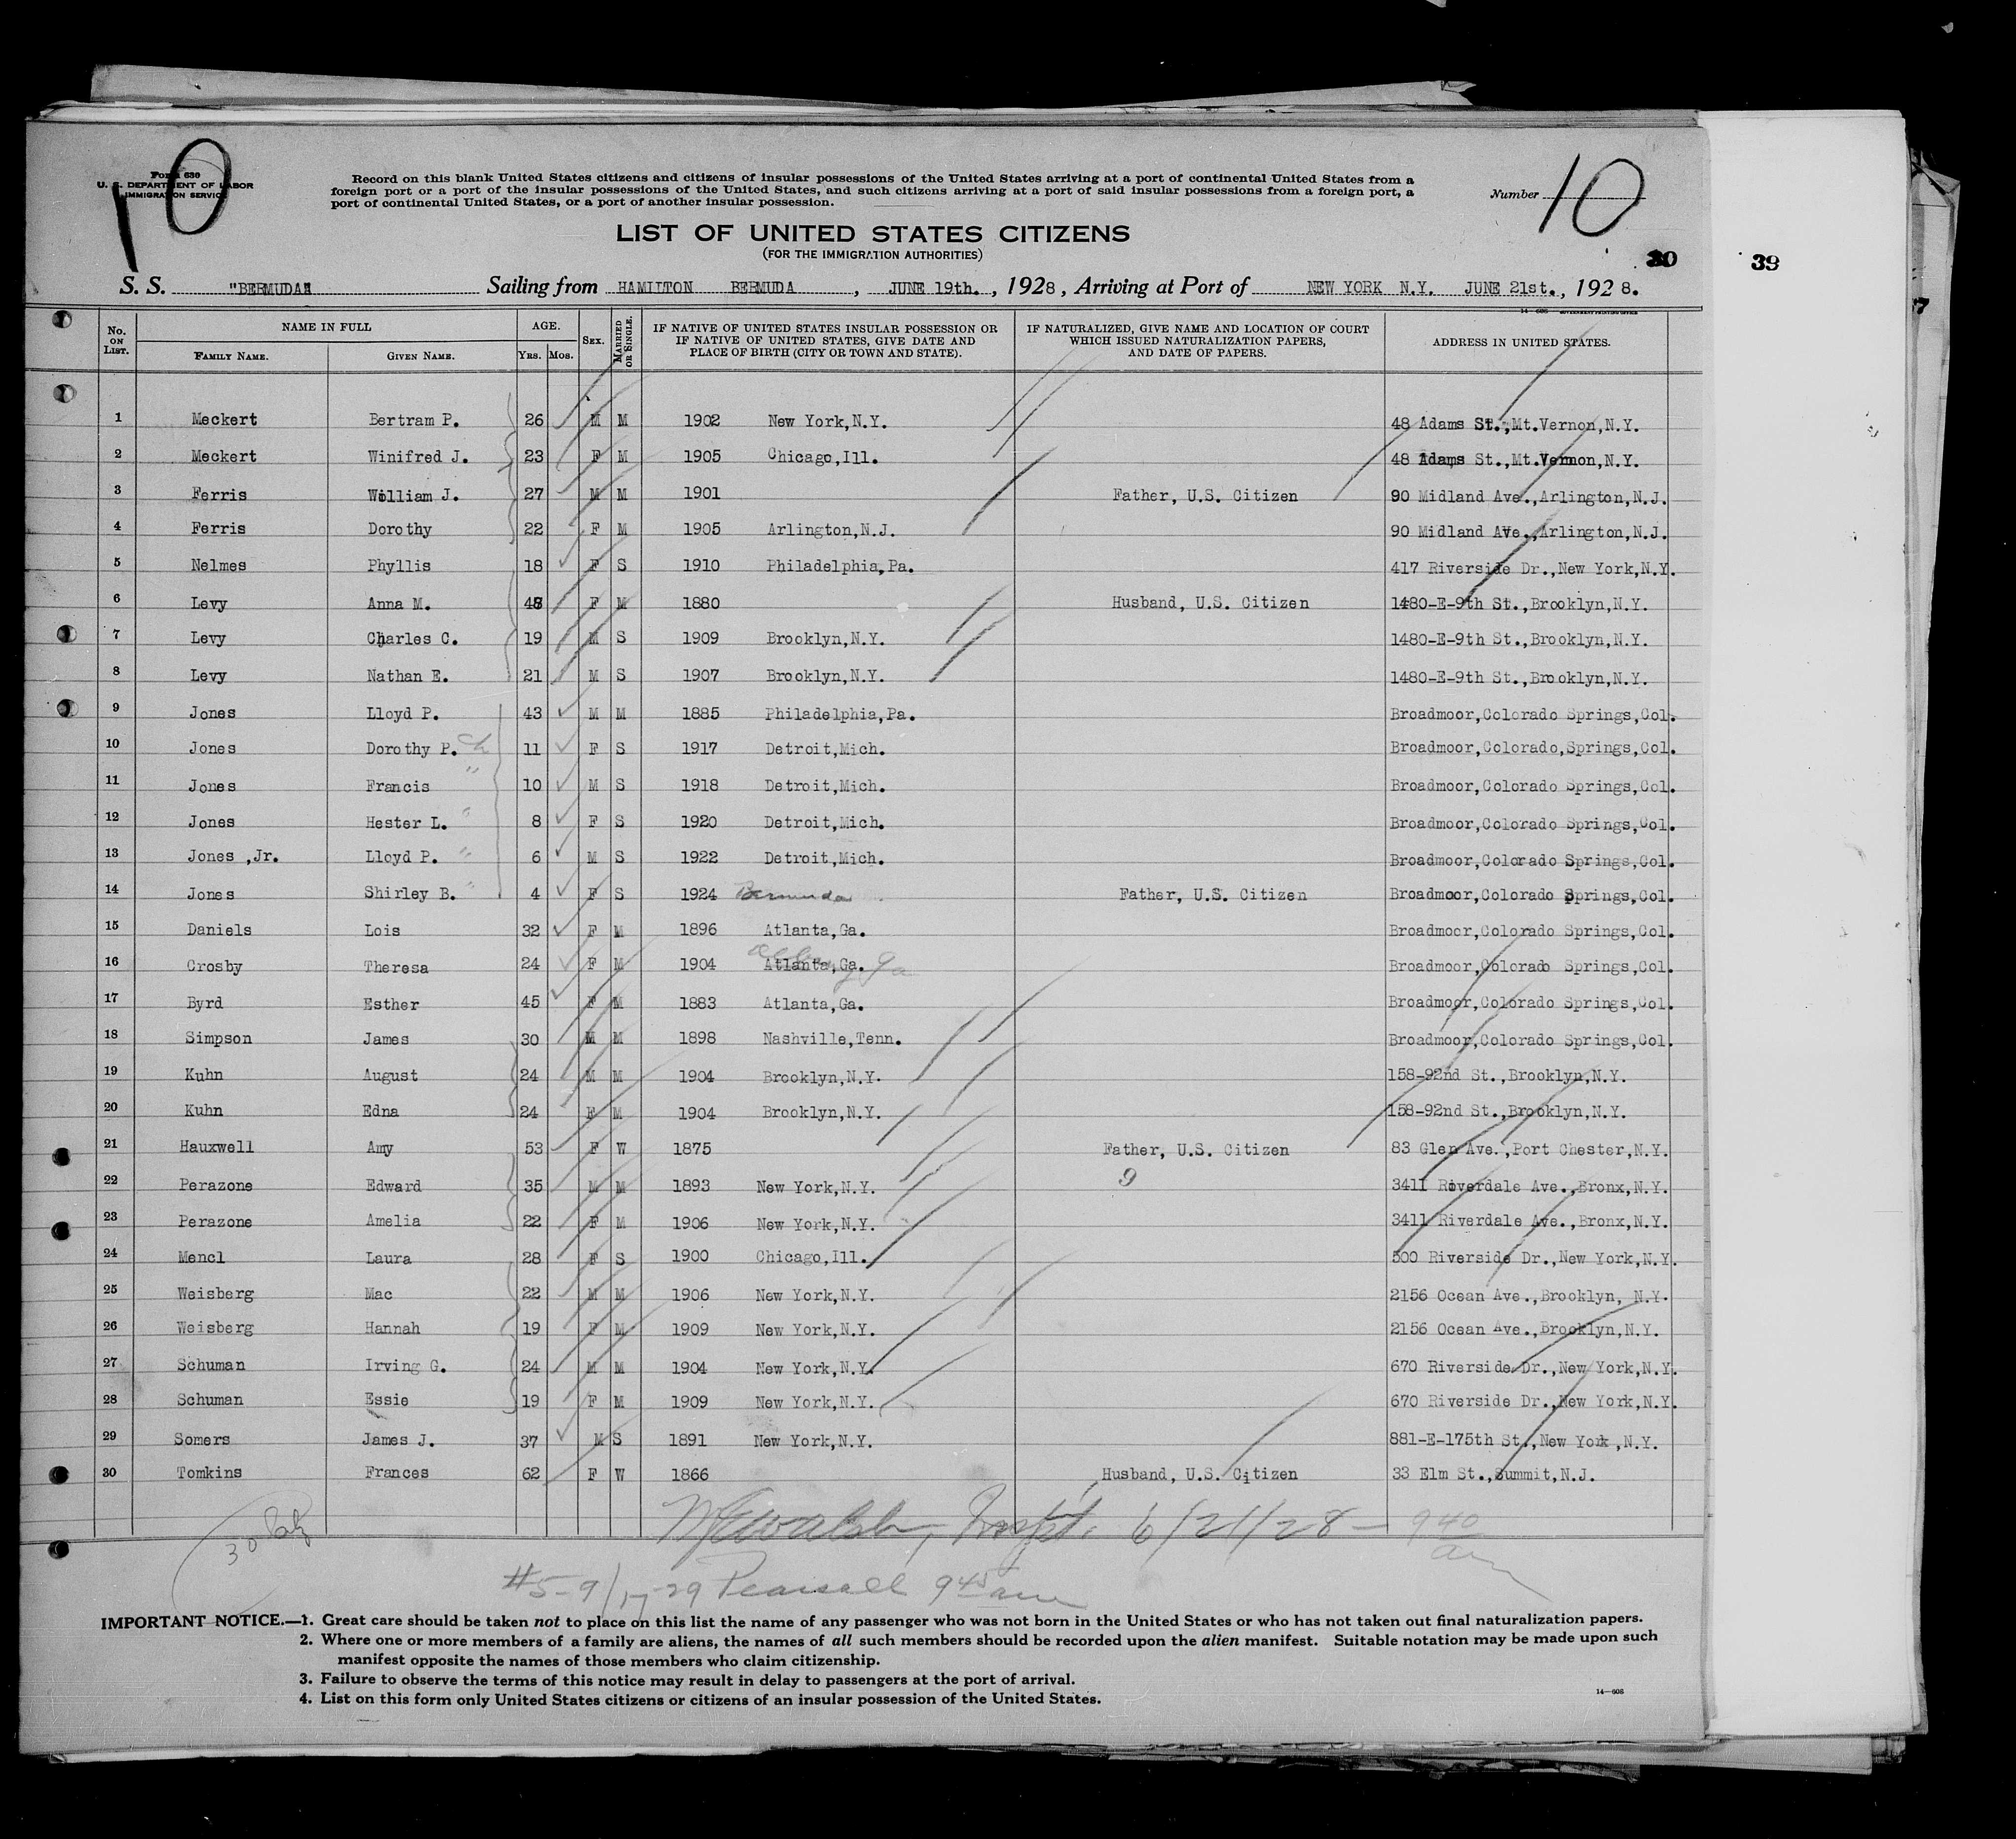 10
Form 630
U. S. DEPARTMENT OF LABOR
IMMIGRATION SERVICE
Record on this blank United States citizens and citizens of insular possessions of the United States arriving at a port of continental United States from a
foreign port or a port of the insular possessions of the United States, and such citizens arriving at a port of said insular possessions from a foreign port, a
port of continental United States, or a port of another insular possession.
Number 10
LIST OF UNITED STATES CITIZENS
(FOR THE IMMIGRATION AUTHORITIES)
39
S. S. "BERMUDA" Sailing from HAMILTON BERMUDA , JUNE 19th. , 1928 , Arriving at Port of NEW YORK N.Y. JUNE 21st. , 1928.
No. ON LIST. NAME IN FULL FAMILY NAME. GIVEN NAME. AGE. YRS. MOS. SEX. MARRIED OR SINGLE. IF NATIVE OF UNITED STATES INSULAR POSSESSION OR IF NATIVE OF UNITED STATES, GIVE DATE AND PLACE OF BIRTH (CITY OR TOWN AND STATE). IF NATURALIZED, GIVE NAME AND LOCATION OF COURT WHICH ISSUED NATURALIZATION PAPERS, AND DATE OF PAPERS. ADDRESS IN UNITED STATES.
1 Meckert Bertram P. 26 M M 1902 New York,N.Y. 48 Adams St.,Mt.Vernon,N.Y.
2 Meckert Winifred J. 23 F M 1905 Chicago,Ill. 48 Adams St.,Mt.Vernon,N.Y.
3 Ferris William J. 27 M M 1901 Father, U.S. Citizen 90 Midland Ave.,Arlington,N.J.
4 Ferris Dorothy 22 F M 1905 Arlington,N.J. 90 Midland Ave.,Arlington,N.J.
5 Nelmes Phyllis 18 F S 1910 Philadelphia,Pa. 417 Riverside Dr.,New York,N.Y.
6 Levy Anna M. 48 F M 1880 Husband, U.S. Citizen 1480-E-9th St.,Brooklyn,N.Y.
7 Levy Charles C. 19 M S 1909 Brooklyn,N.Y. 1480-E-9th St.,Brooklyn,N.Y.
8 Levy Nathan E. 21 M S 1907 Brooklyn,N.Y. 1480-E-9th St.,Brooklyn,N.Y.
9 Jones Lloyd P. 43 M M 1885 Philadelphia,Pa. Broadmoor,Colorado Springs,Col.
10 Jones Dorothy P. ch 11 F S 1917 Detroit,Mich. Broadmoor,Colorado,Springs,Col.
11 Jones Francis " 10 M S 1918 Detroit,Mich. Broadmoor,Colorado Springs,Col.
12 Jones Hester L. " 8 F S 1920 Detroit,Mich. Broadmoor,Colorado Springs,Col.
13 Jones ,Jr. Lloyd P. " 6 M S 1922 Detroit,Mich. Broadmoor,Colorado Springs,Col.
14 Jones Shirley B. " 4 F S 1924 Bermuda Father, U.S. Citizen Broadmoor,Colorado Springs,Col.
15 Daniels Lois 32 F M 1896 Atlanta,Ga. Broadmoor,Colorado Springs,Col.
16 Crosby Theresa 24 F M 1904 Atlanta,Ga. Ga Broadmoor,Colorado Springs,Col.
17 Byrd Esther 45 F M 1883 Atlanta,Ga. Broadmoor,Colorado Springs,Col.
18 Simpson James 30 M M 1898 Nashville,Tenn. Broadmoor,Colorado Springs,Col.
19 Kuhn August 24 M M 1904 Brooklyn,N.Y. 158-92nd St.,Brooklyn,N.Y.
20 Kuhn Edna 24 F M 1904 Brooklyn,N.Y. 158-92nd St.,Brooklyn,N.Y.
21 Hauxwell Amy 53 F W 1875 Father, U.S. Citizen 83 Glen Ave.,Port Chester,N.Y.
22 Perazone Edward 35 M M 1893 New York,N.Y. 9 3411 Riverdale Ave.,Bronx,N.Y.
23 Perazone Amelia 22 F M 1906 New York,N.Y. 3411 Riverdale Ave.,Bronx,N.Y.
24 Mencl Laura 28 F S 1900 Chicago,Ill. 500 Riverside Dr.,New York,N.Y.
25 Weisberg Mac 22 M M 1906 New York,N.Y. 2156 Ocean Ave.,Brooklyn, N.Y.
26 Weisberg Hannah 19 F M 1909 New York,N.Y. 2156 Ocean Ave.,Brooklyn,N.Y.
27 Schuman Irving G. 24 M M 1904 New York,N.Y. 670 Riverside Dr.,New York,N.Y.
28 Schuman Essie 19 F M 1909 New York,N.Y. 670 Riverside Dr.,New York,N.Y.
29 Somers James J. 37 M S 1891 New York,N.Y. 881-E-175th St.,New York ,N.Y.
30 Tomkins Frances 62 F W 1866 Husband, U.S. Citizen 33 Elm St.,Summit,N.J.
Walsh, Inspt. 6/21/28 - 9 40 am
30
#5-9/17-29 Pearsall 9 45 am
IMPORTANT NOTICE.—1. Great care should be taken not to place on this list the name of any passenger who was not born in the United States or who has not taken out final naturalization papers.
2. Where one or more members of a family are aliens, the names of all such members should be recorded upon the alien manifest. Suitable notation may be made upon such
manifest opposite the names of those members who claim citizenship.
3. Failure to observe the terms of this notice may result in delay to passengers at the port of arrival.
4. List on this form only United States citizens or citizens of an insular possession of the United States.
14—608